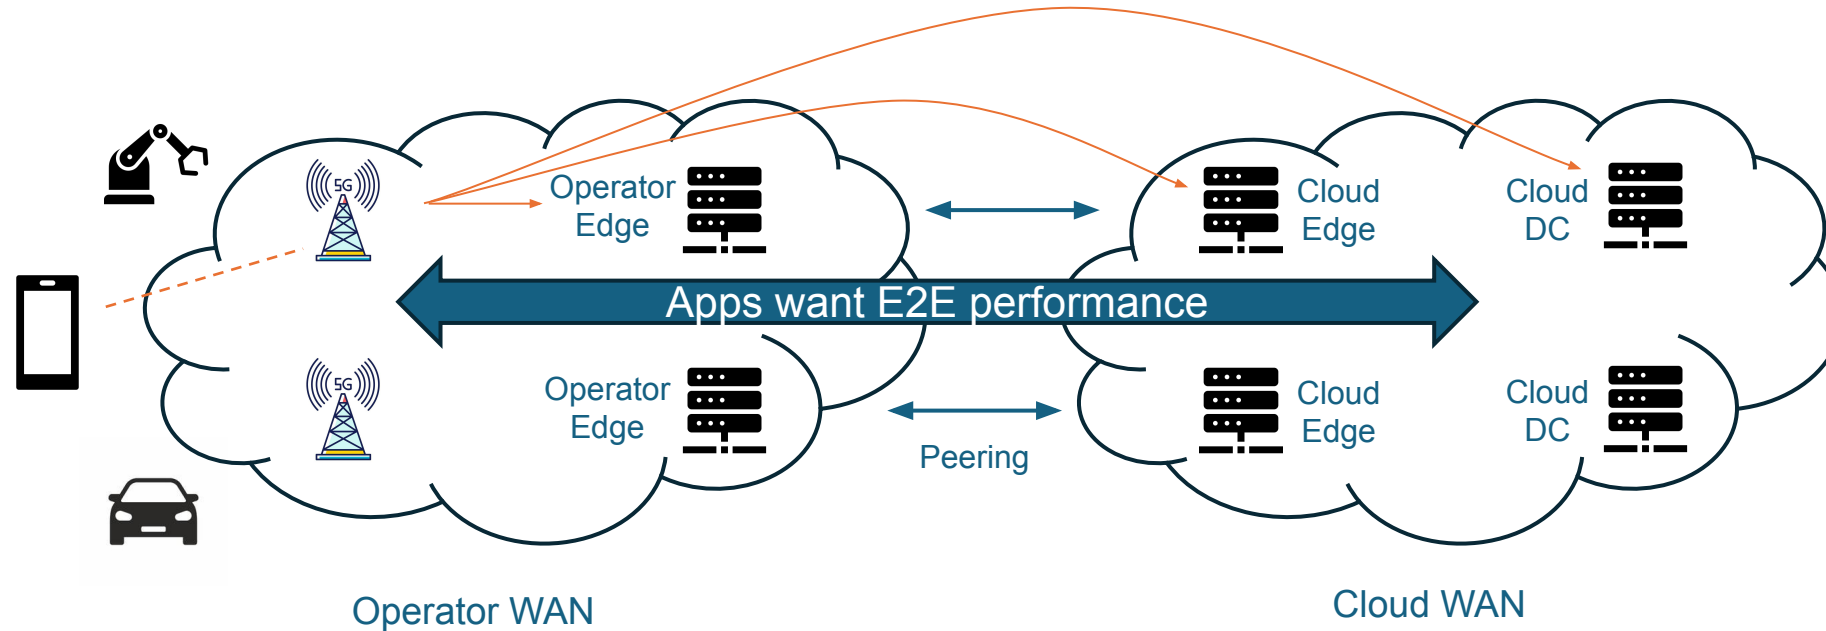 5G
Operator
Edge
Cloud
Edge
Cloud
DC
Apps want E2E performance
5G
Operator
Edge
Peering
Cloud
Edge
Cloud
DC
Operator WAN
Cloud WAN